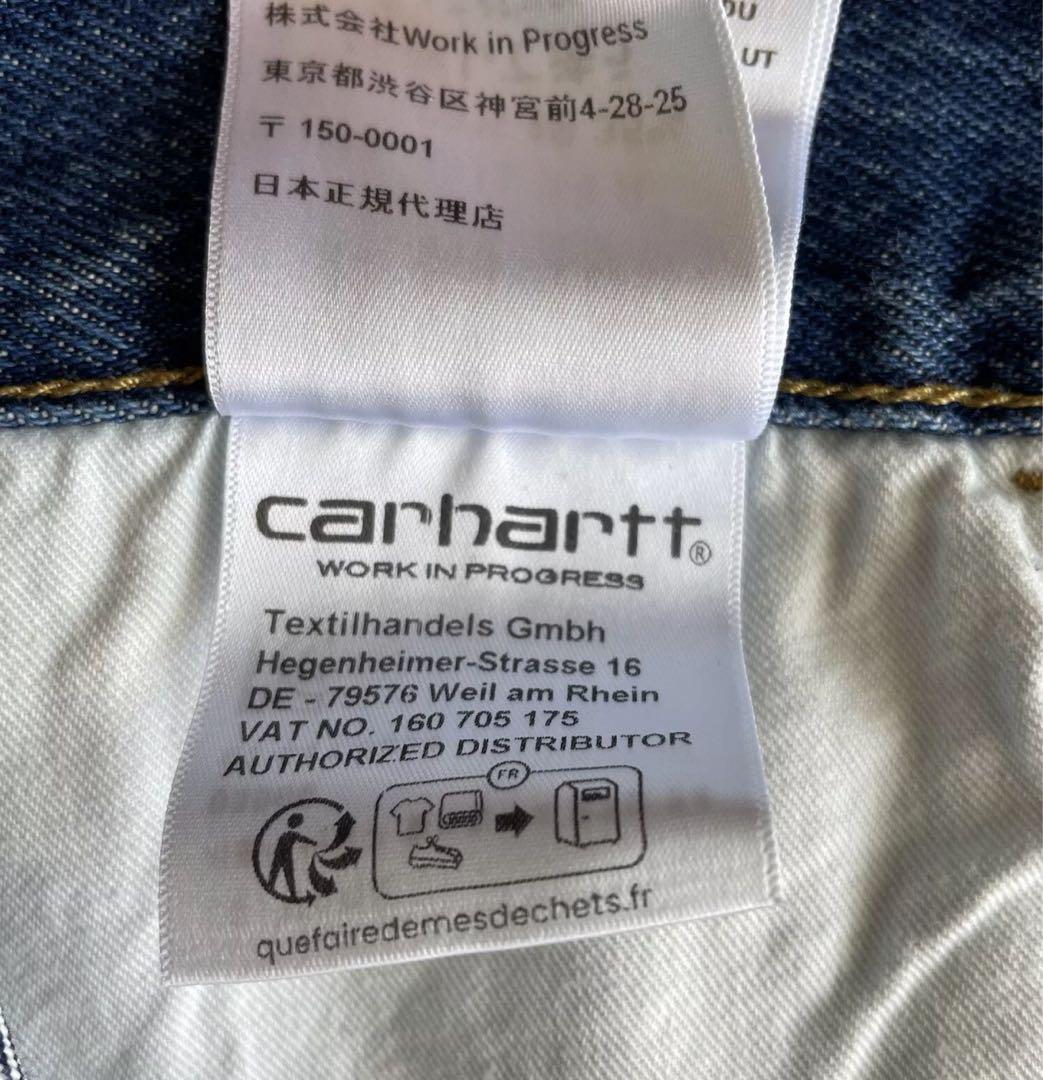 株式会社Work in Progress
東京都渋谷区神宮前4-28-25
〒 150-0001
日本正規代理店
UT
carhartt®
WORK IN PROGRESS
Textilhandels Gmbh
Hegenheimer-Strasse 16
DE - 79576 Weil am Rhein
VAT NO. 160 705 175
AUTHORIZED DISTRIBUTOR
FR
quefairedemesdechets.fr